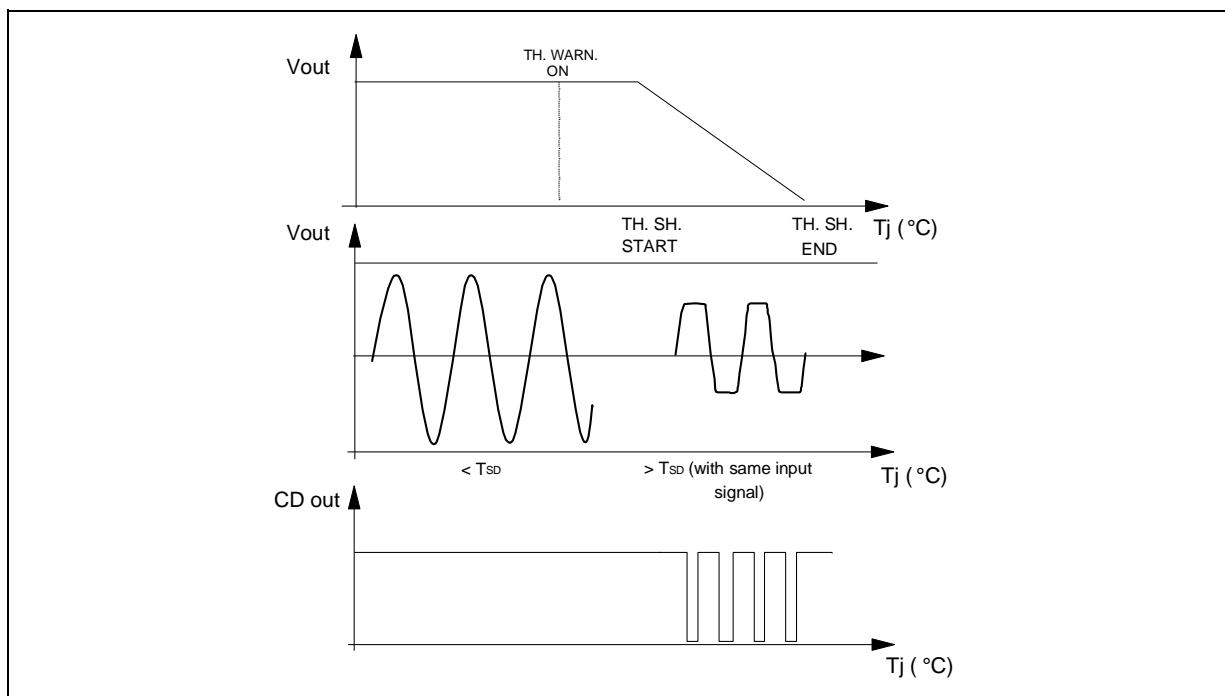 TH. WARN.
ON
Vout
TH. SH.
START
TH. SH.
END
Tj ( °C)
Vout
< TSD
> TSD (with same input
signal)
Tj ( °C)
CD out
Tj ( °C)